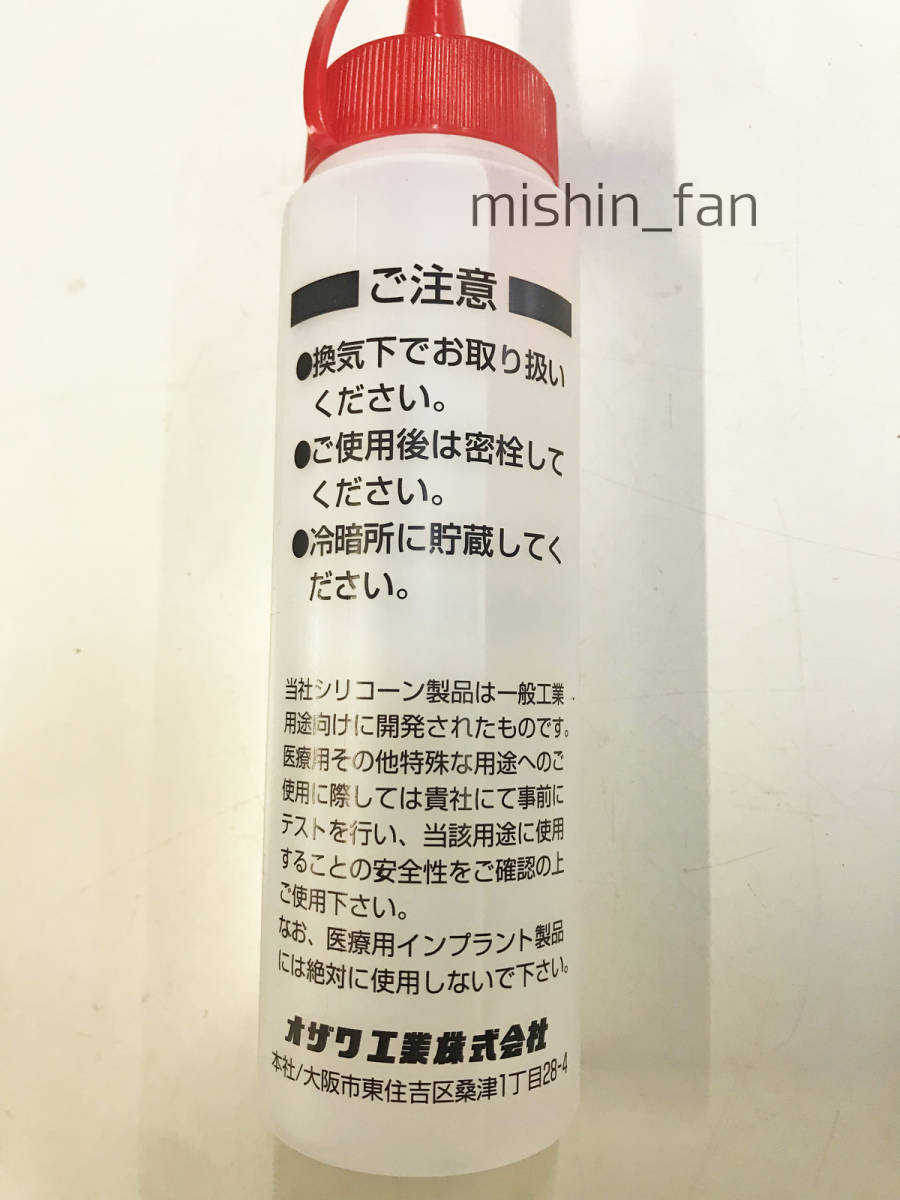 mishin_fan
ご注意
●換気下でお取り扱い
ください。
●ご使用後は密栓して
ください。
●冷暗所に貯蔵してく
ださい。
当社シリコーン製品は一般工業
用途向けに開発されたものです。
医療用その他特殊な用途へのご
使用に際しては貴社にて事前に
テストを行い、当該用途に使用
することの安全性をご確認の上
ご使用下さい。
なお、医療用インプラント製品
には絶対に使用しないで下さい。
オザワ工業株式会社
本社/大阪市東住吉区桑津1丁目28-4